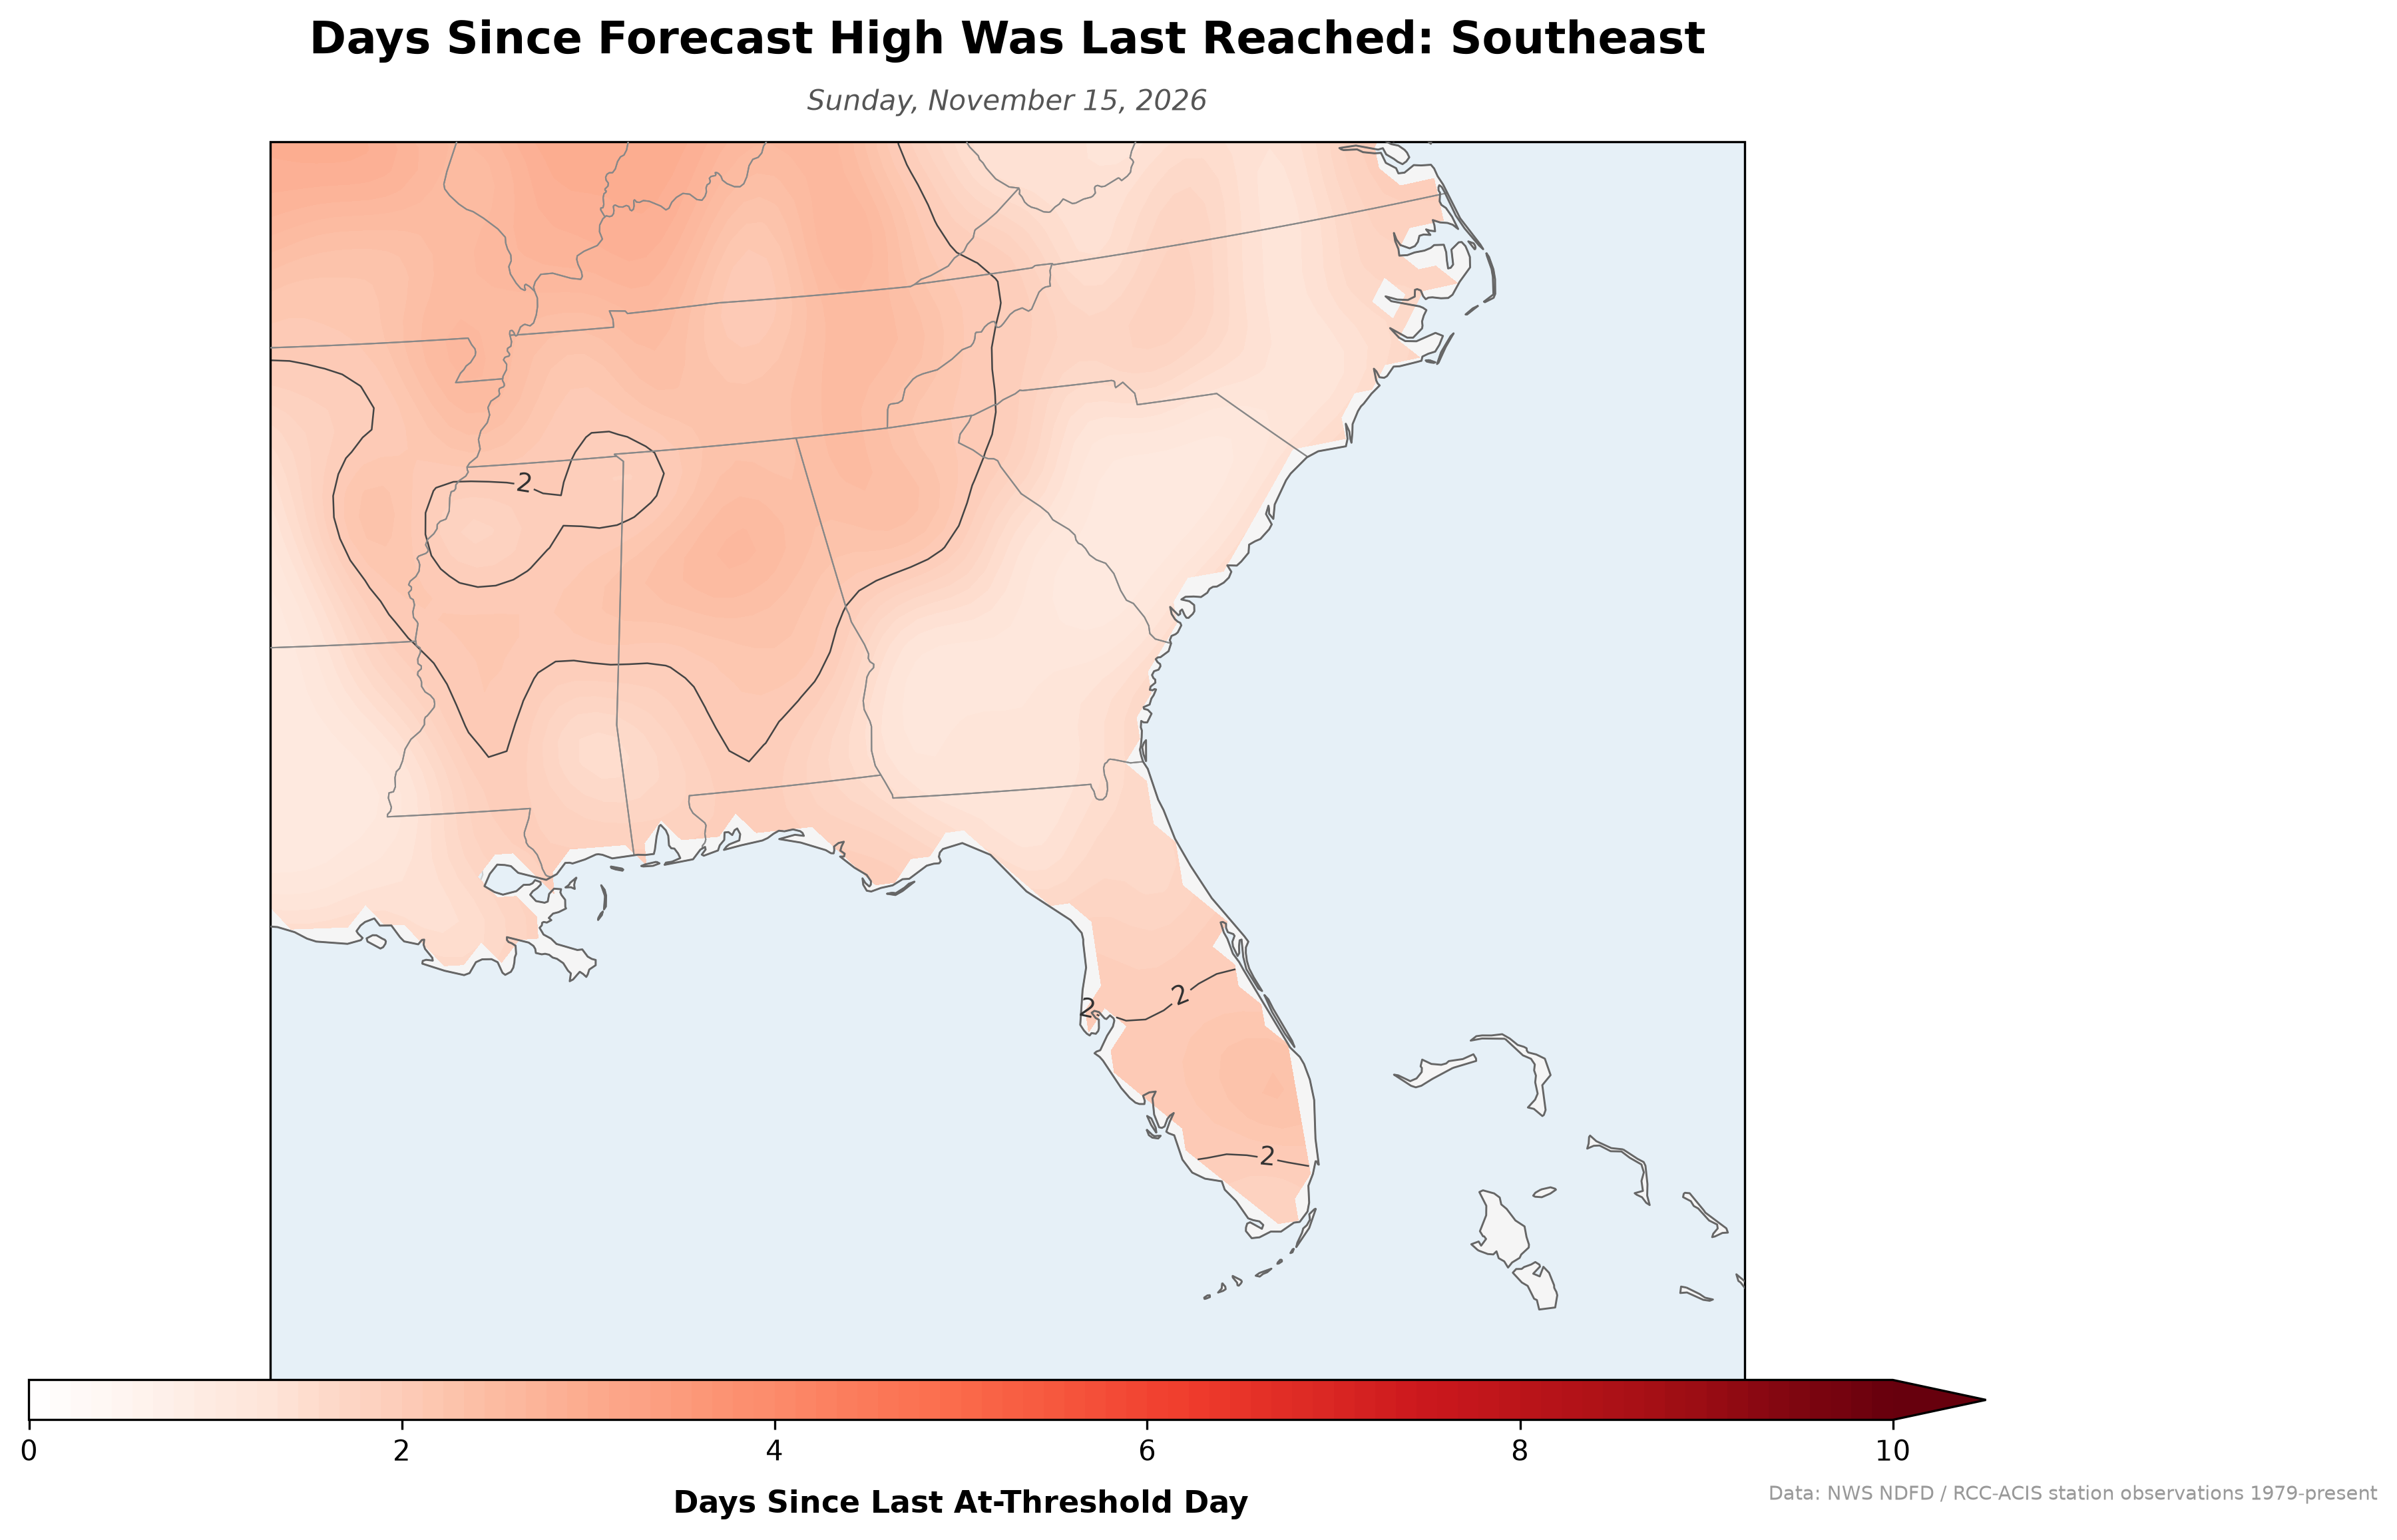 Days Since Forecast High Was Last Reached: Southeast
Sunday, November 15, 2026
2
2
2
2
0 2 4 6 8 10
Days Since Last At-Threshold Day
Data: NWS NDFD / RCC-ACIS station observations 1979-present